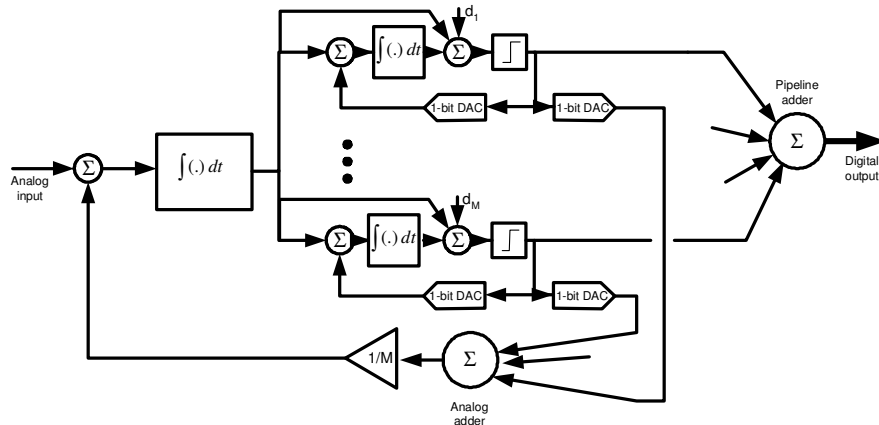 d1
Σ
∫(.) dt
Σ
1-bit DAC
1-bit DAC
Pipeline
adder
Σ
Digital
output
Analog
input
Σ
∫(.) dt
dM
Σ
∫(.) dt
Σ
1-bit DAC
1-bit DAC
1/M
Σ
Analog
adder